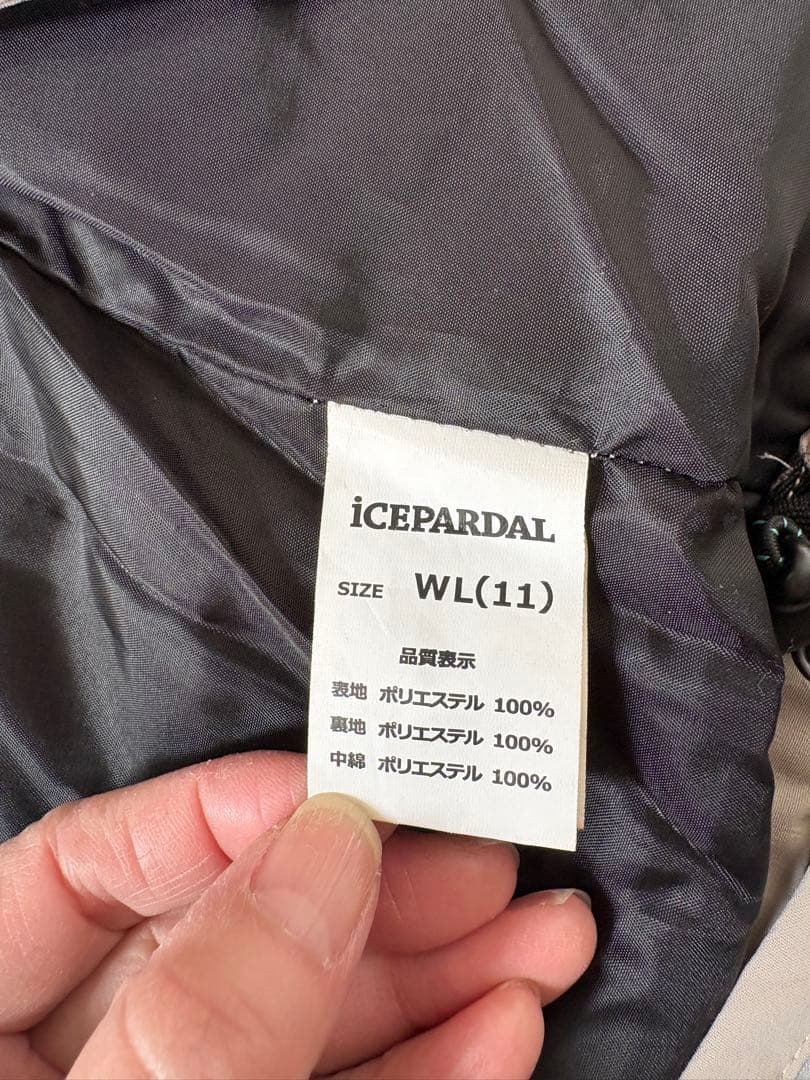 iCEPARDAL
SIZE WL(11)
品質表示
表地 ポリエステル 100%
裏地 ポリエステル 100%
中綿 ポリエステル 100%